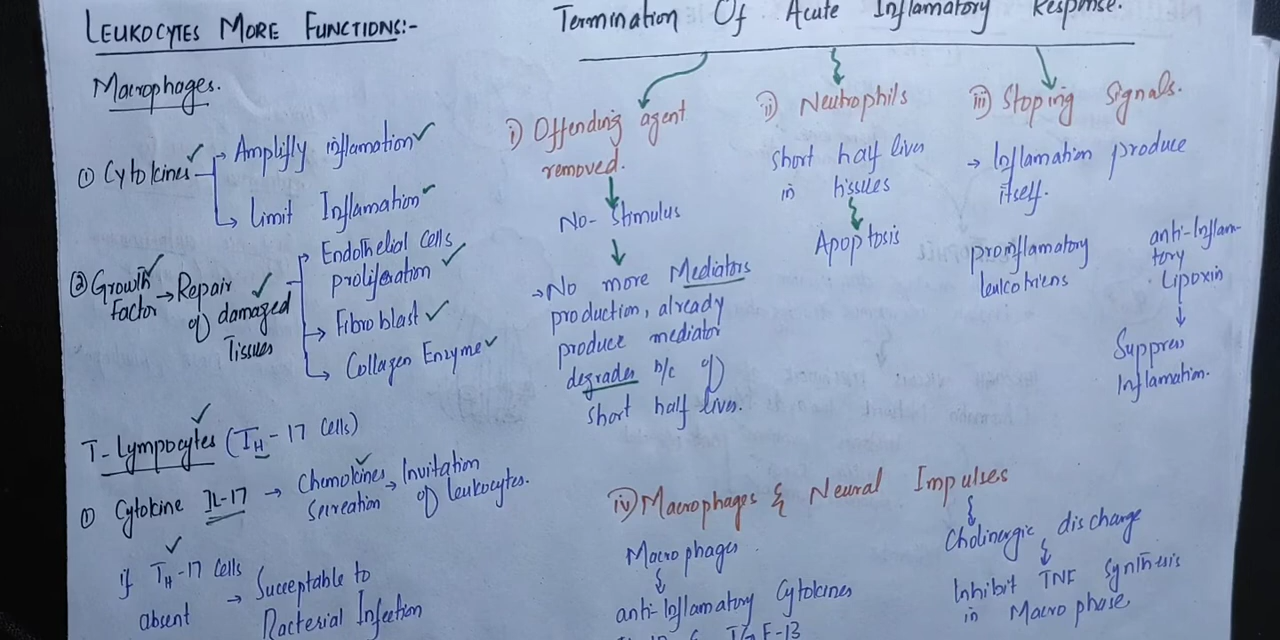 LEUKOCYTES MORE FUNCTIONS:-
Macrophages.
① Cytokines → Amplifly inflamation
→ Limit Inflamation
② Growth Factor → Repair of damaged Tissues
→ Endothelial Cells proliferation
→ Fibroblast
→ Collagen Enzyme
T-Lympocytes (TH-17 Cells)
① Cytokine IL-17 → Chemokines Secreation → Invitation of leukocytes.
if TH-17 Cells absent → Succeptable to Bacterial Infection
Termination Of Acute Inflamatory Response.
i) Offending agent
removed.
No-Stimulus
→ No more Mediators
production, already
produce mediator
degrades b/c of
Short half lives.
ii) Neutrophils
Short half lives
in tissues
Apoptosis
iii) Stoping Signals.
→ Inflamation produce
itself.
proinflamatory
leukotriens
anti-Inflam-
tory
Lipoxin
Suppress
Inflamation.
iv) Macrophages & Neural Impulses
Macrophages
anti-Inflamatory Cytokines
Cholinergic discharge
Inhibit TNF Synthesis
in Macrophase